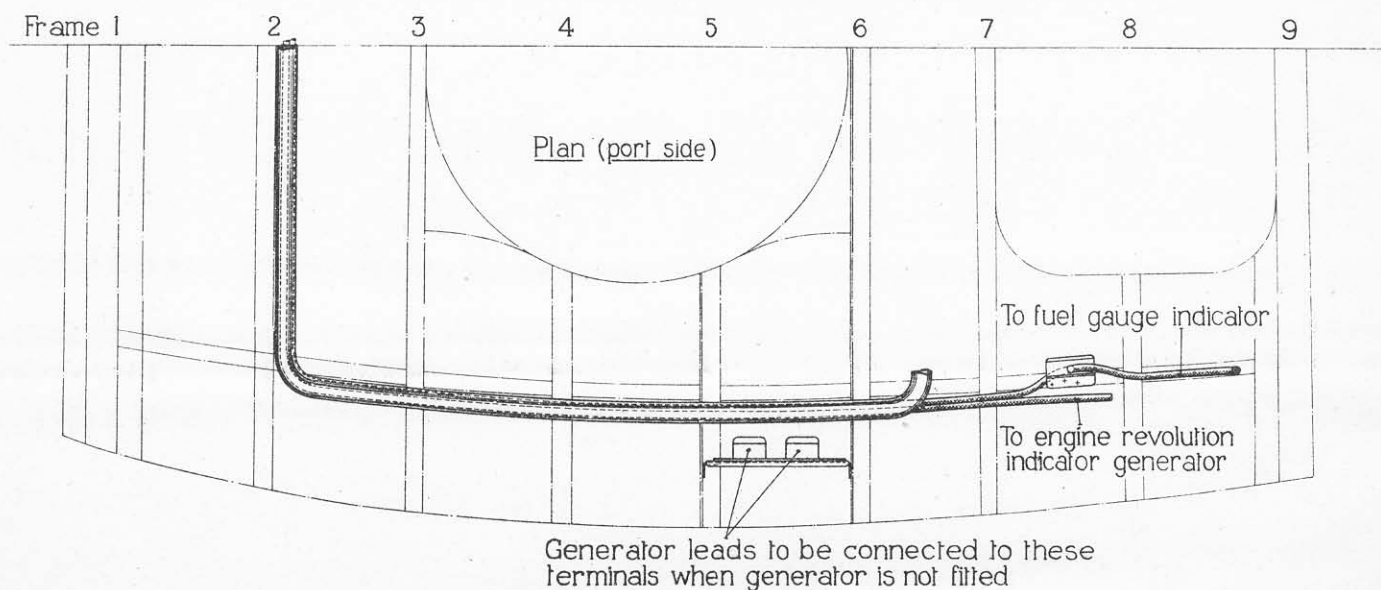 Frame 1 2 3 4 5 6 7 8 9
Plan (port side)
To fuel gauge indicator
To engine revolution
indicator generator
Generator leads to be connected to these
terminals when generator is not fitted